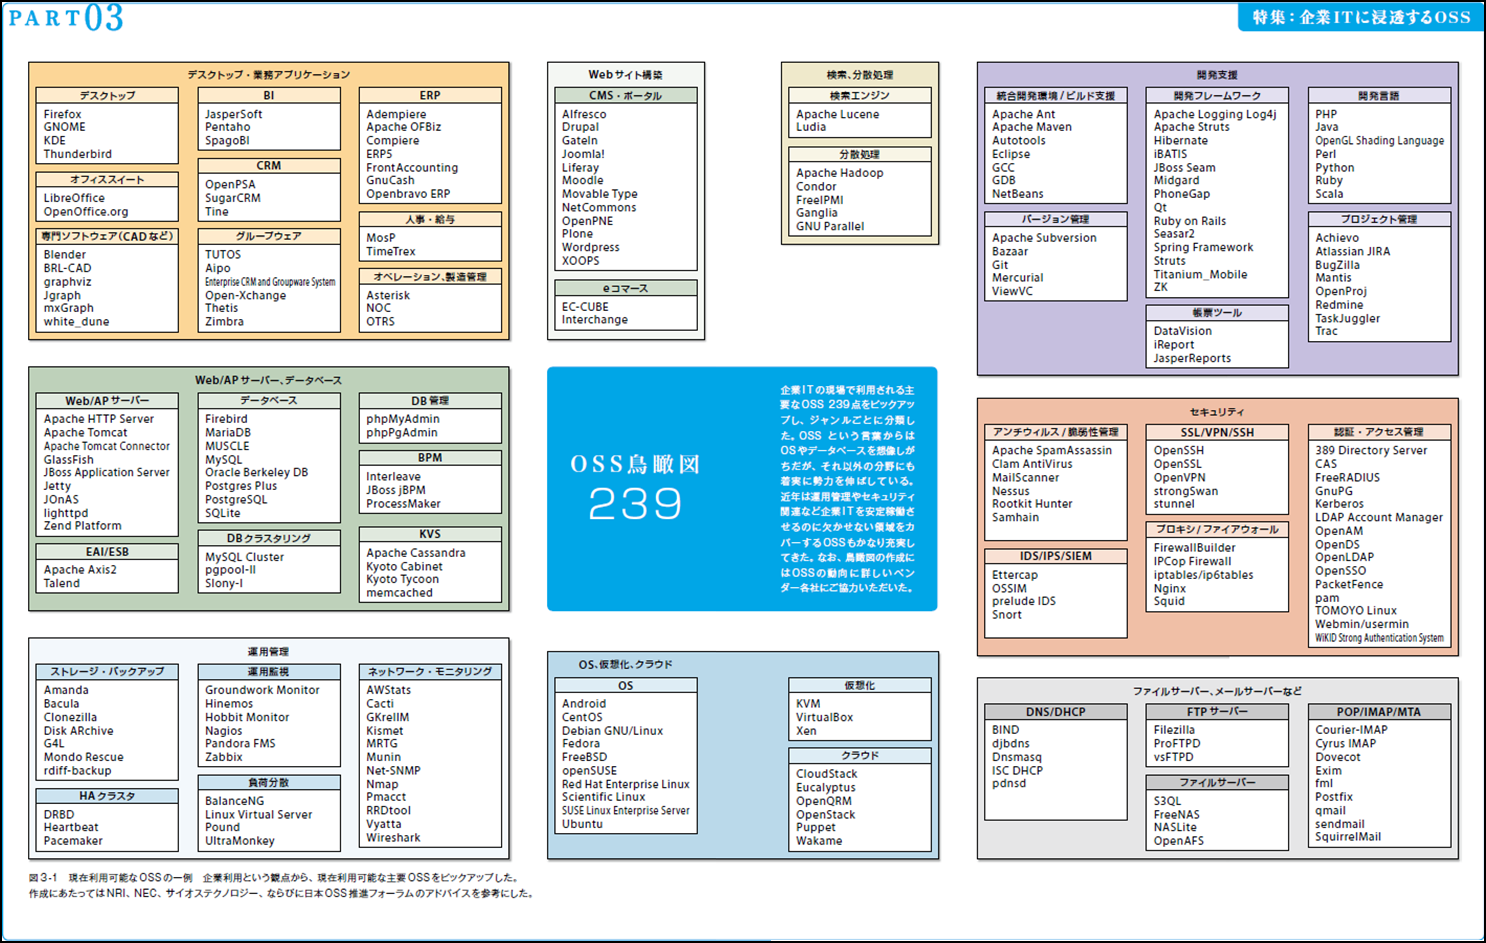 PART03
特集：企業ITに浸透するOSS
デスクトップ・業務アプリケーション
デスクトップ
Firefox
GNOME
KDE
Thunderbird
オフィススイート
LibreOffice
OpenOffice.org
専門ソフトウェア（CADなど）
Blender
BRL-CAD
graphviz
Jgraph
mxGraph
white_dune
BI
JasperSoft
Pentaho
SpagoBI
CRM
OpenPSA
SugarCRM
Tine
グループウェア
TUTOS
Aipo
Enterprise CRM and Groupware System
Open-Xchange
Thetis
Zimbra
ERP
Adempiere
Apache OFBiz
Compiere
ERP5
FrontAccounting
GnuCash
Openbravo ERP
人事・給与
MosP
TimeTrex
オペレーション、製造管理
Asterisk
NOC
OTRS
Webサイト構築
CMS・ポータル
Alfresco
Drupal
GateIn
Joomla!
Liferay
Moodle
Movable Type
NetCommons
OpenPNE
Plone
Wordpress
XOOPS
eコマース
EC-CUBE
Interchange
検索、分散処理
検索エンジン
Apache Lucene
Ludia
分散処理
Apache Hadoop
Condor
FreeIPMI
Ganglia
GNU Parallel
開発支援
統合開発環境/ビルド支援
Apache Ant
Apache Maven
Autotools
Eclipse
GCC
GDB
NetBeans
バージョン管理
Apache Subversion
Bazaar
Git
Mercurial
ViewVC
開発フレームワーク
Apache Logging Log4j
Apache Struts
Hibernate
iBATIS
JBoss Seam
Midgard
PhoneGap
Qt
Ruby on Rails
Seasar2
Spring Framework
Struts
Titanium_Mobile
ZK
帳票ツール
DataVision
iReport
JasperReports
開発言語
PHP
Java
OpenGL Shading Language
Perl
Python
Ruby
Scala
プロジェクト管理
Achievo
Atlassian JIRA
BugZilla
Mantis
OpenProj
Redmine
TaskJuggler
Trac
Web/APサーバー、データベース
Web/APサーバー
Apache HTTP Server
Apache Tomcat
Apache Tomcat Connector
GlassFish
JBoss Application Server
Jetty
JOnAS
lighttpd
Zend Platform
EAI/ESB
Apache Axis2
Talend
データベース
Firebird
MariaDB
MUSCLE
MySQL
Oracle Berkeley DB
Postgres Plus
PostgreSQL
SQLite
DBクラスタリング
MySQL Cluster
pgpool-II
Slony-I
DB管理
phpMyAdmin
phpPgAdmin
BPM
Interleave
JBoss jBPM
ProcessMaker
KVS
Apache Cassandra
Kyoto Cabinet
Kyoto Tycoon
memcached
OSS鳥瞰図
239
企業ITの現場で利用される主
要なOSS 239点をピックアッ
プし、ジャンルごとに分類し
た。OSSという言葉からは
OSやデータベースを想像しが
ちだが、それ以外の分野にも
着実に勢力を伸ばしている。
近年は運用管理やセキュリティ
関連など企業ITを安定稼働さ
せるのに欠かせない領域をカ
バーするOSSもかなり充実し
てきた。なお、鳥瞰図の作成に
はOSSの動向に詳しいベン
ダー各社にご協力いただいた。
セキュリティ
アンチウィルス/脆弱性管理
Apache SpamAssassin
Clam AntiVirus
MailScanner
Nessus
Rootkit Hunter
Samhain
IDS/IPS/SIEM
Ettercap
OSSIM
prelude IDS
Snort
SSL/VPN/SSH
OpenSSH
OpenSSL
OpenVPN
strongSwan
stunnel
プロキシ/ファイアウォール
FirewallBuilder
IPCop Firewall
iptables/ip6tables
Nginx
Squid
認証・アクセス管理
389 Directory Server
CAS
FreeRADIUS
GnuPG
Kerberos
LDAP Account Manager
OpenAM
OpenDS
OpenLDAP
OpenSSO
PacketFence
pam
TOMOYO Linux
Webmin/usermin
WiKID Strong Authentication System
運用管理
ストレージ・バックアップ
Amanda
Bacula
Clonezilla
Disk ARchive
G4L
Mondo Rescue
rdiff-backup
HAクラスタ
DRBD
Heartbeat
Pacemaker
運用監視
Groundwork Monitor
Hinemos
Hobbit Monitor
Nagios
Pandora FMS
Zabbix
負荷分散
BalanceNG
Linux Virtual Server
Pound
UltraMonkey
ネットワーク・モニタリング
AWStats
Cacti
GKrellM
Kismet
MRTG
Munin
Net-SNMP
Nmap
Pmacct
RRDtool
Vyatta
Wireshark
OS、仮想化、クラウド
OS
Android
CentOS
Debian GNU/Linux
Fedora
FreeBSD
openSUSE
Red Hat Enterprise Linux
Scientific Linux
SUSE Linux Enterprise Server
Ubuntu
仮想化
KVM
VirtualBox
Xen
クラウド
CloudStack
Eucalyptus
OpenQRM
OpenStack
Puppet
Wakame
ファイルサーバー、メールサーバーなど
DNS/DHCP
BIND
djbdns
Dnsmasq
ISC DHCP
pdnsd
FTPサーバー
Filezilla
ProFTPD
vsFTPD
ファイルサーバー
S3QL
FreeNAS
NASLite
OpenAFS
POP/IMAP/MTA
Courier-IMAP
Cyrus IMAP
Dovecot
Exim
fml
Postfix
qmail
sendmail
SquirrelMail
図3-1　現在利用可能なOSSの一例　企業利用という観点から、現在利用可能な主要OSSをピックアップした。
作成にあたってはNRI、NEC、サイオステクノロジー、ならびに日本OSS推進フォーラムのアドバイスを参考にした。